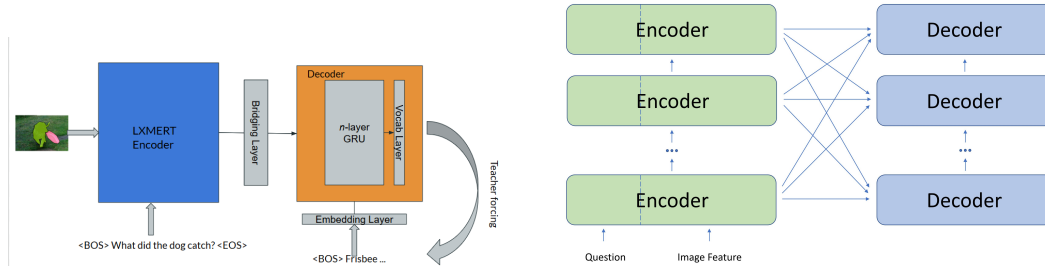 LXMERT
Encoder
Bridging Layer
Decoder
n-layer
GRU
Vocab Layer
Embedding Layer
Teacher forcing
<BOS> What did the dog catch? <EOS>
<BOS> Frisbee ...
Encoder
Decoder
Encoder
Decoder
...
...
Encoder
Decoder
Question
Image Feature